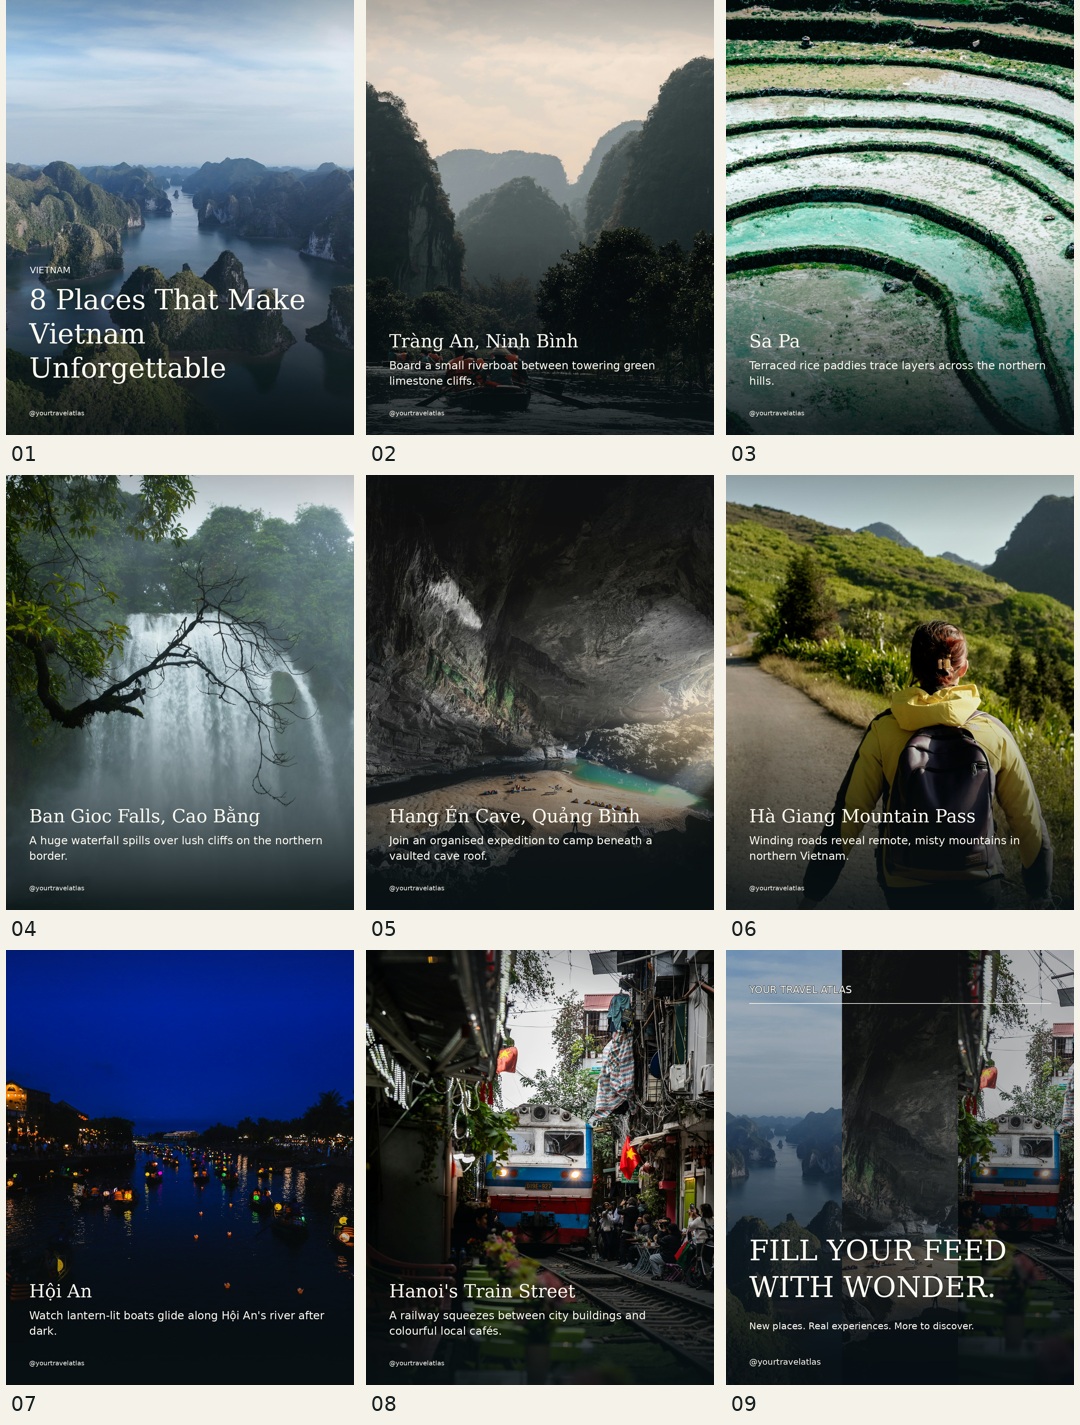 VIETNAM
8 Places That Make
Vietnam
Unforgettable
@yourtravelatlas
01
Tràng An, Ninh Bình
Board a small riverboat between towering green
limestone cliffs.
@yourtravelatlas
02
Sa Pa
Terraced rice paddies trace layers across the northern
hills.
@yourtravelatlas
03
Ban Gioc Falls, Cao Bằng
A huge waterfall spills over lush cliffs on the northern
border.
@yourtravelatlas
04
Hang Én Cave, Quảng Bình
Join an organised expedition to camp beneath a
vaulted cave roof.
@yourtravelatlas
05
Hà Giang Mountain Pass
Winding roads reveal remote, misty mountains in
northern Vietnam.
@yourtravelatlas
06
Hội An
Watch lantern-lit boats glide along Hội An's river after
dark.
@yourtravelatlas
07
Hanoi's Train Street
A railway squeezes between city buildings and
colourful local cafés.
@yourtravelatlas
08
YOUR TRAVEL ATLAS
FILL YOUR FEED
WITH WONDER.
New places. Real experiences. More to discover.
@yourtravelatlas
09